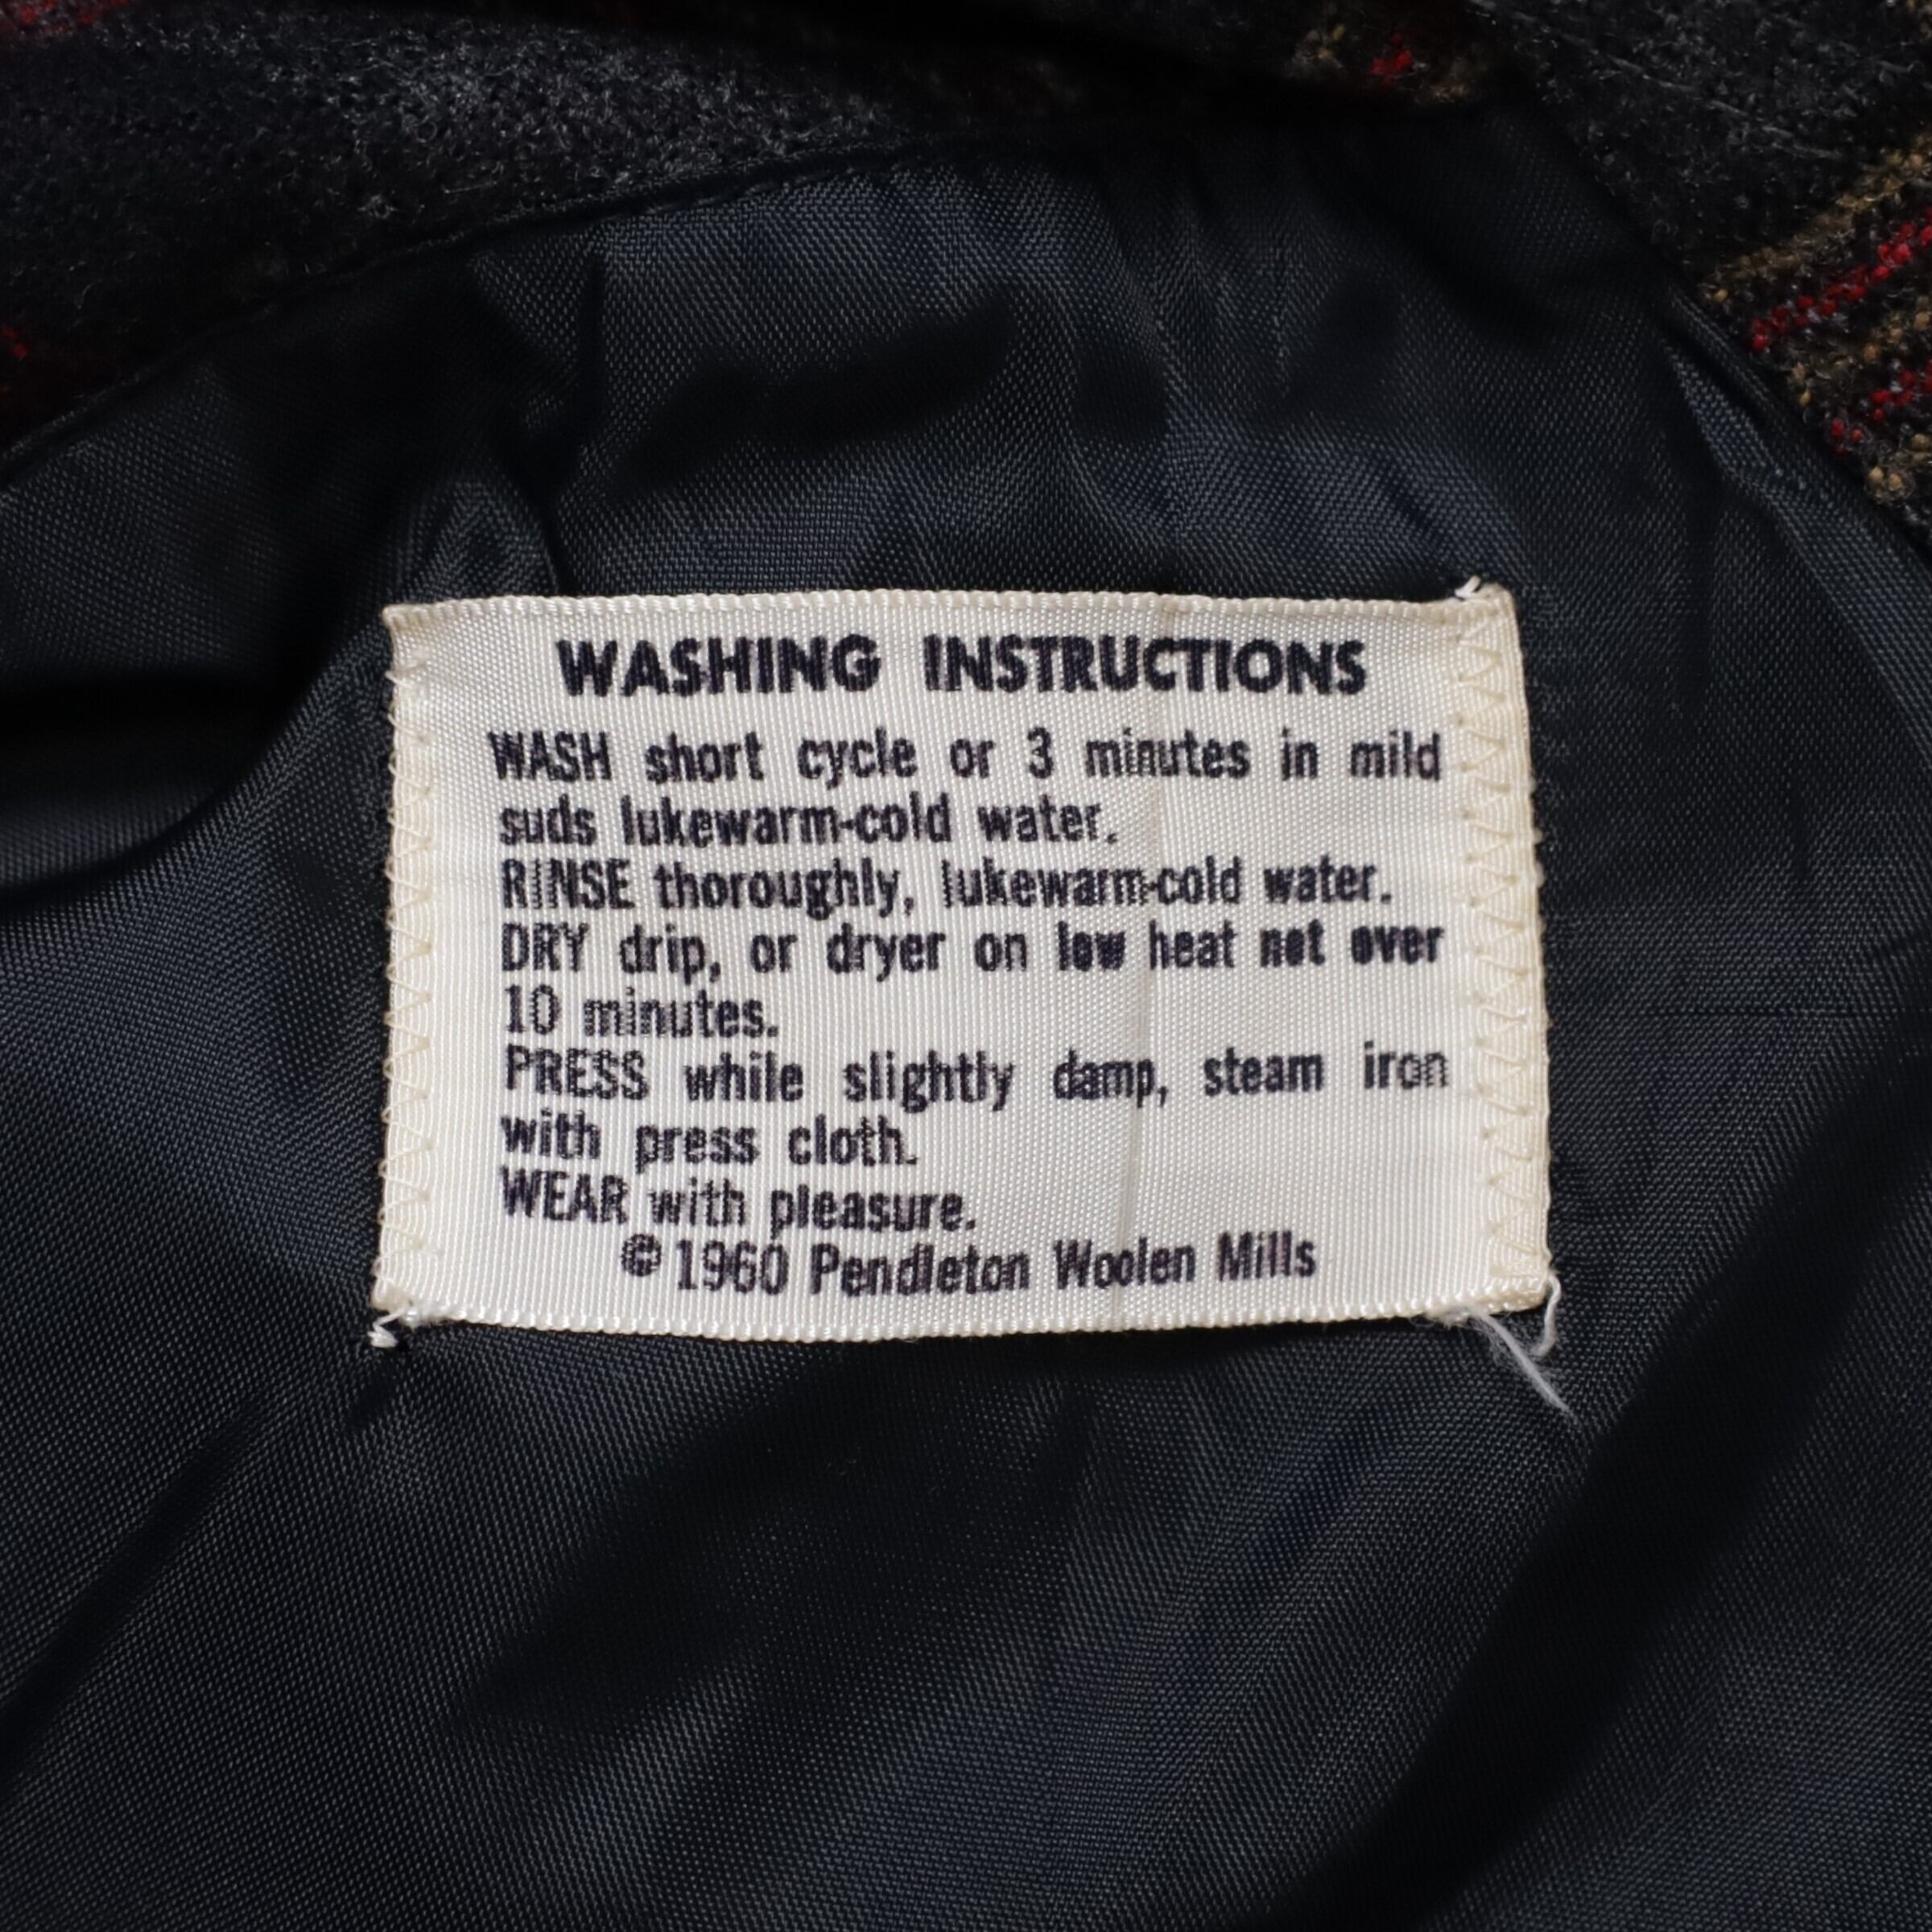 WASHING INSTRUCTIONS
WASH short cycle or 3 minutes in mild
suds lukewarm-cold water.
RINSE thoroughly, lukewarm-cold water.
DRY drip, or dryer on low heat not over
10 minutes.
PRESS while slightly damp, steam iron
with press cloth.
WEAR with pleasure.
©1960 Pendleton Woolen Mills